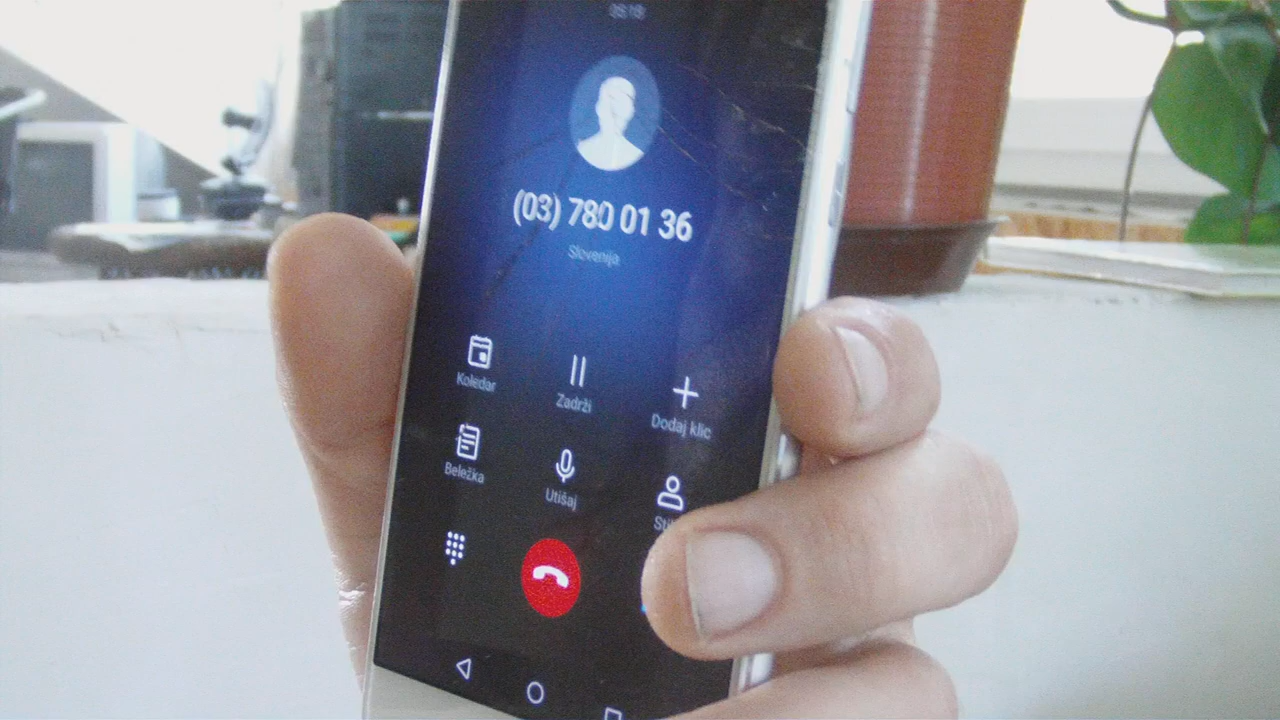 (03) 780 01 36
Slovenija
Koledar
Zadrži
Dodaj klic
Beležka
Utišaj